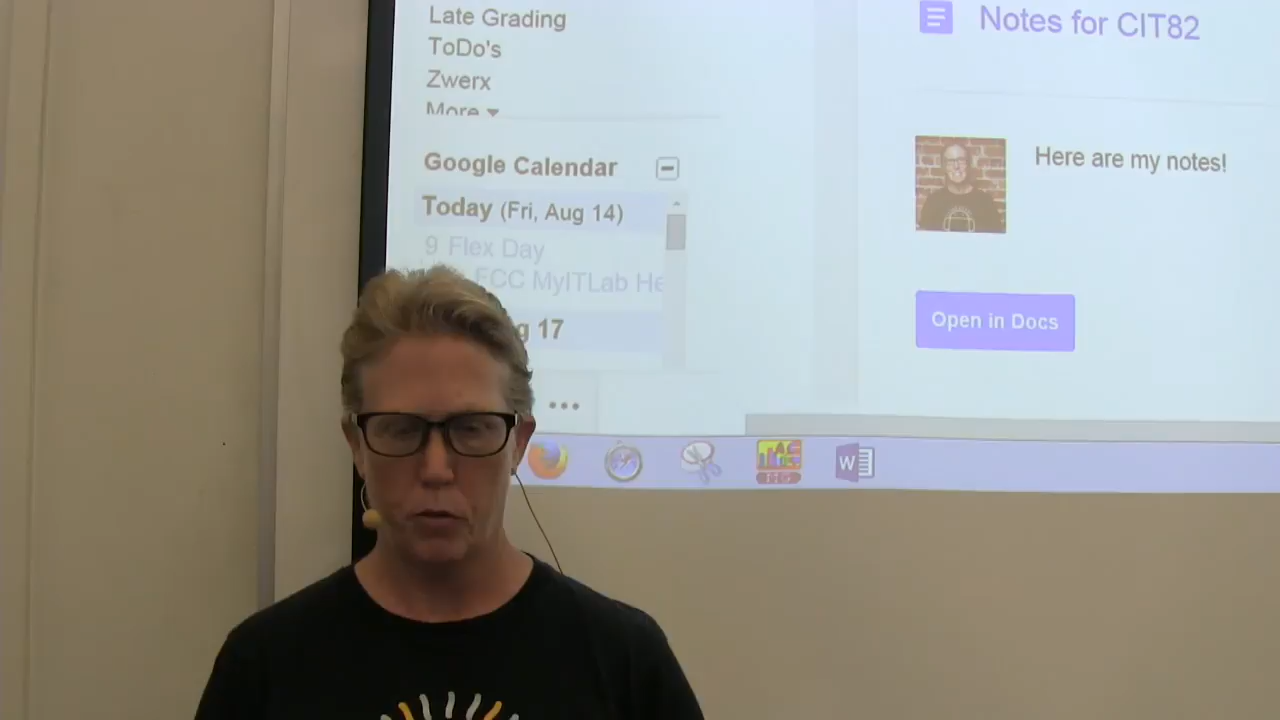 Late Grading
ToDo's
Zwerx
More
Google Calendar
Today (Fri, Aug 14)
9 Flex Day
FCC MyITLab He
g 17
Notes for CIT82
Here are my notes!
Open in Docs
W